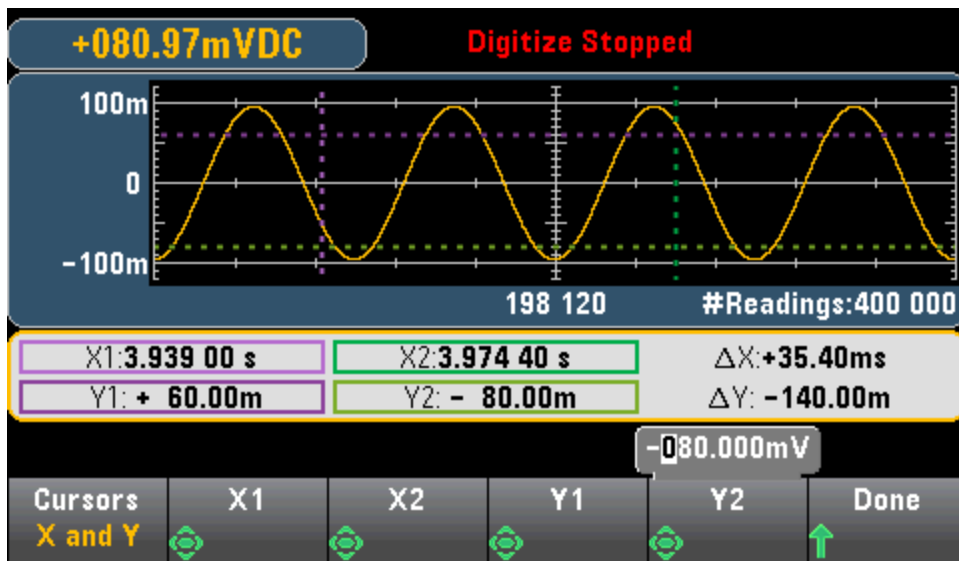 +080.97mVDC Digitize Stopped
100m
0
-100m
198 120 #Readings:400 000
X1:3.939 00 s X2:3.974 40 s ΔX:+35.40ms
Y1: + 60.00m Y2: - 80.00m ΔY: -140.00m
-080.000mV
Cursors X1 X2 Y1 Y2 Done
X and Y